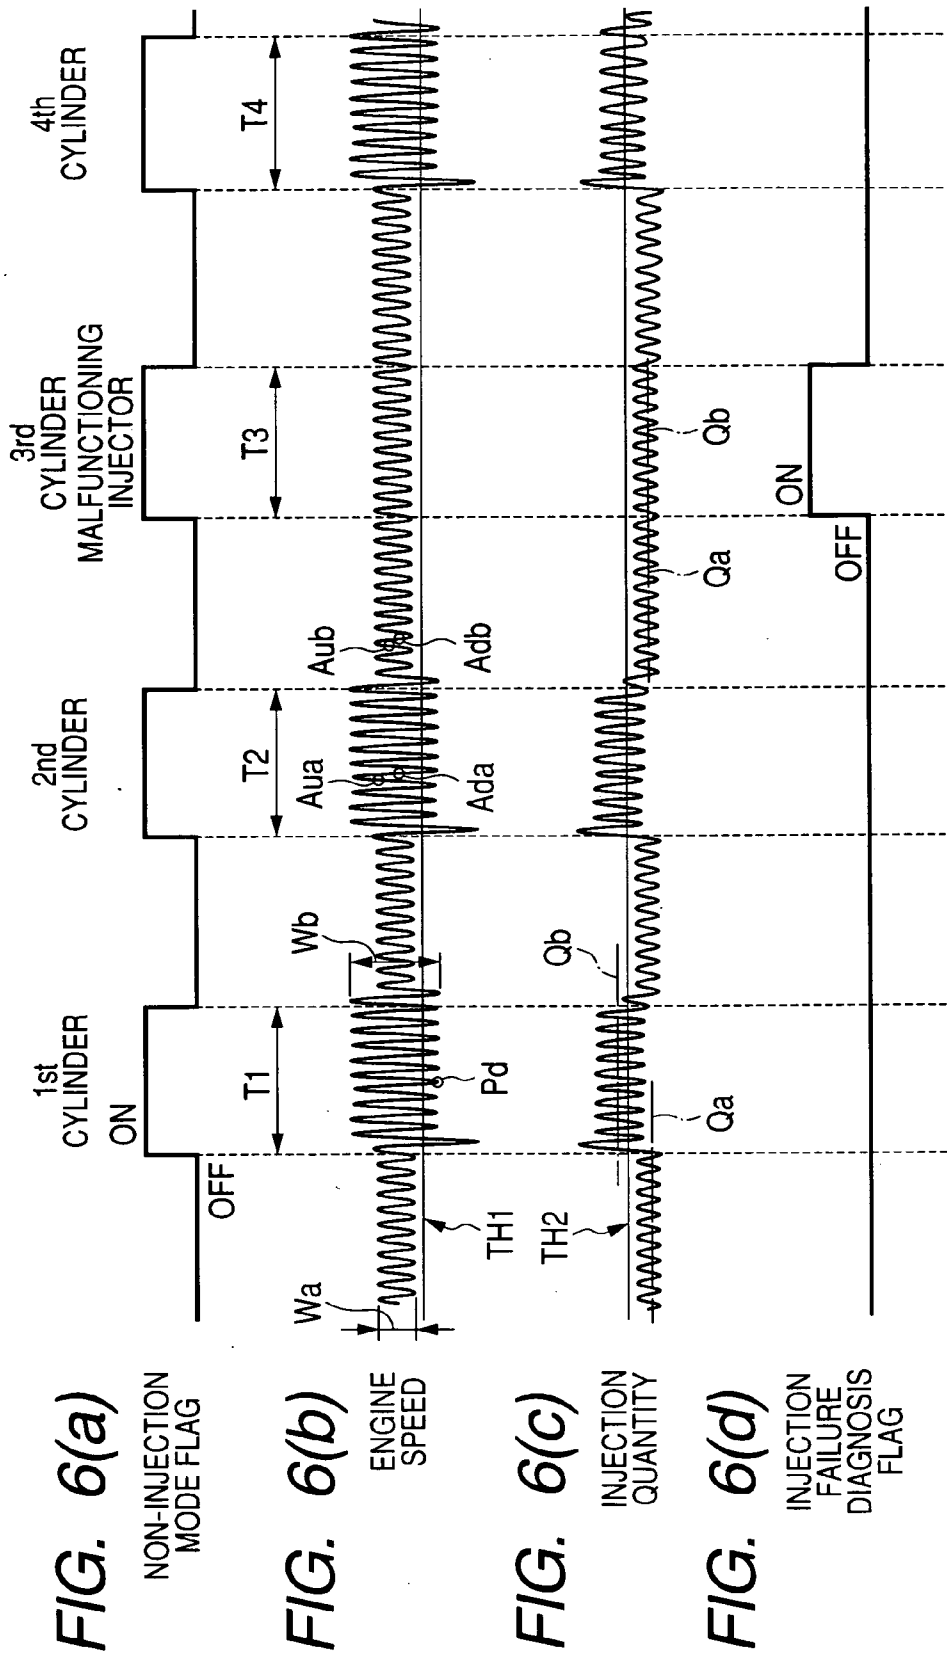 FIG. 6(a)
NON-INJECTION
MODE FLAG
OFF
ON
1st
CYLINDER
2nd
CYLINDER
3rd
CYLINDER
MALFUNCTIONING
INJECTOR
4th
CYLINDER
T1
T2
T3
T4
FIG. 6(b)
ENGINE
SPEED
Wa
TH1
Pd
Wb
Aua
Ada
Aub
Adb
FIG. 6(c)
INJECTION
QUANTITY
TH2
Qa
Qb
Qa
Qb
FIG. 6(d)
INJECTION
FAILURE
DIAGNOSIS
FLAG
OFF
ON